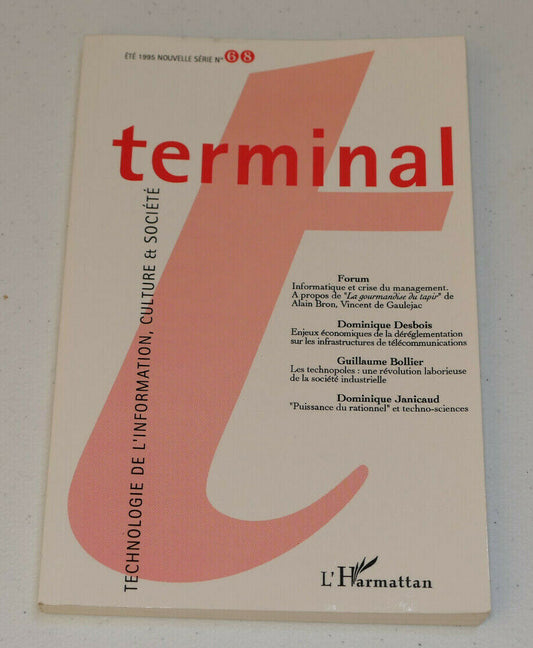 ÉTÉ 1995 NOUVELLE SÉRIE N° 68
terminal
TECHNOLOGIE DE L'INFORMATION, CULTURE & SOCIÉTÉ
Forum
Informatique et crise du management.
A propos de "La gourmandise du tapir" de
Alain Bron, Vincent de Gaulejac
Dominique Desbois
Enjeux économiques de la déréglementation
sur les infrastructures de télécommunications
Guillaume Bollier
Les technopoles : une révolution laborieuse
de la société industrielle
Dominique Janicaud
"Puissance du rationnel" et techno-sciences
L'Harmattan